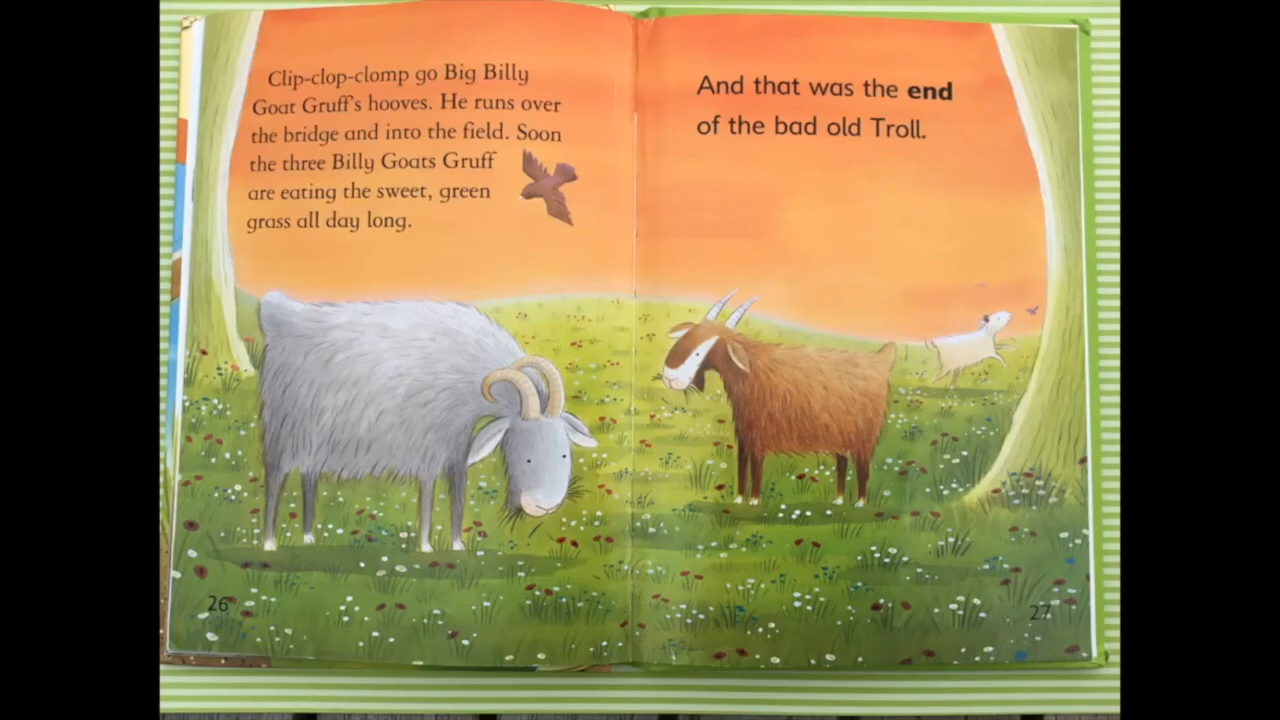 Clip-clop-clomp go Big Billy
Goat Gruff's hooves. He runs over
the bridge and into the field. Soon
the three Billy Goats Gruff
are eating the sweet, green
grass all day long.
And that was the end
of the bad old Troll.
26
27